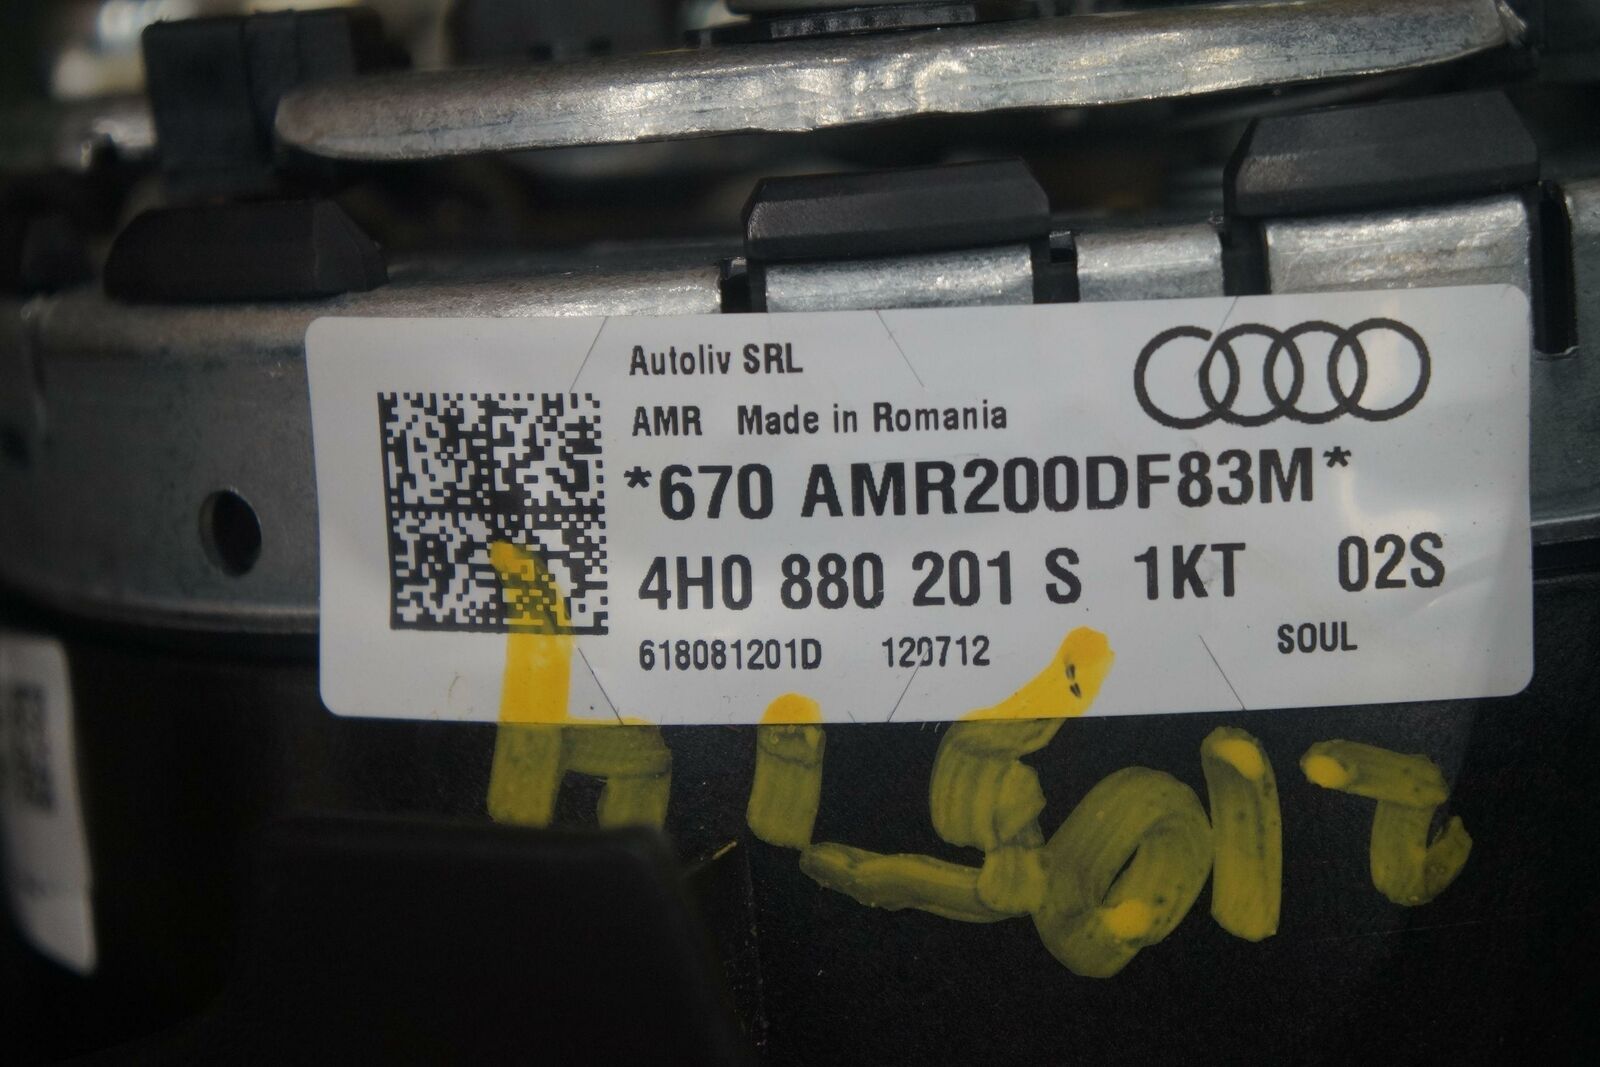 Autoliv SRL
AMR Made in Romania
*670 AMR200DF83M*
4H0 880 201 S 1KT 02S
618081201D 120712 SOUL